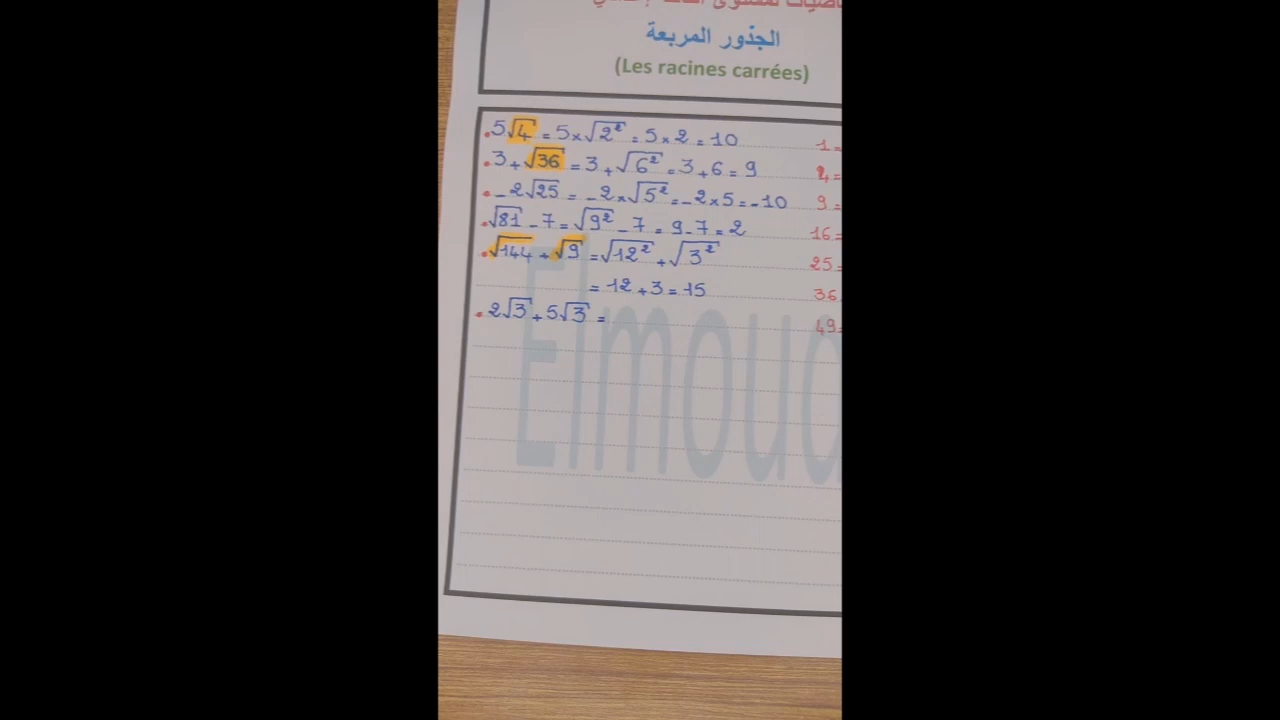 الجذور المربعة
(Les racines carrées)
.5√4 = 5×√2² = 5×2 = 10 1=
.3+√36 = 3+√6² = 3+6 = 9 4=
.-2√25 = -2×√5² = -2×5 = -10 9=
.√81 - 7 = √9² - 7 = 9-7 = 2 16=
.√144 + √9 = √12² + √3² 25=
= 12+3 = 15 36
.2√3 + 5√3 = 49=
Elmoua